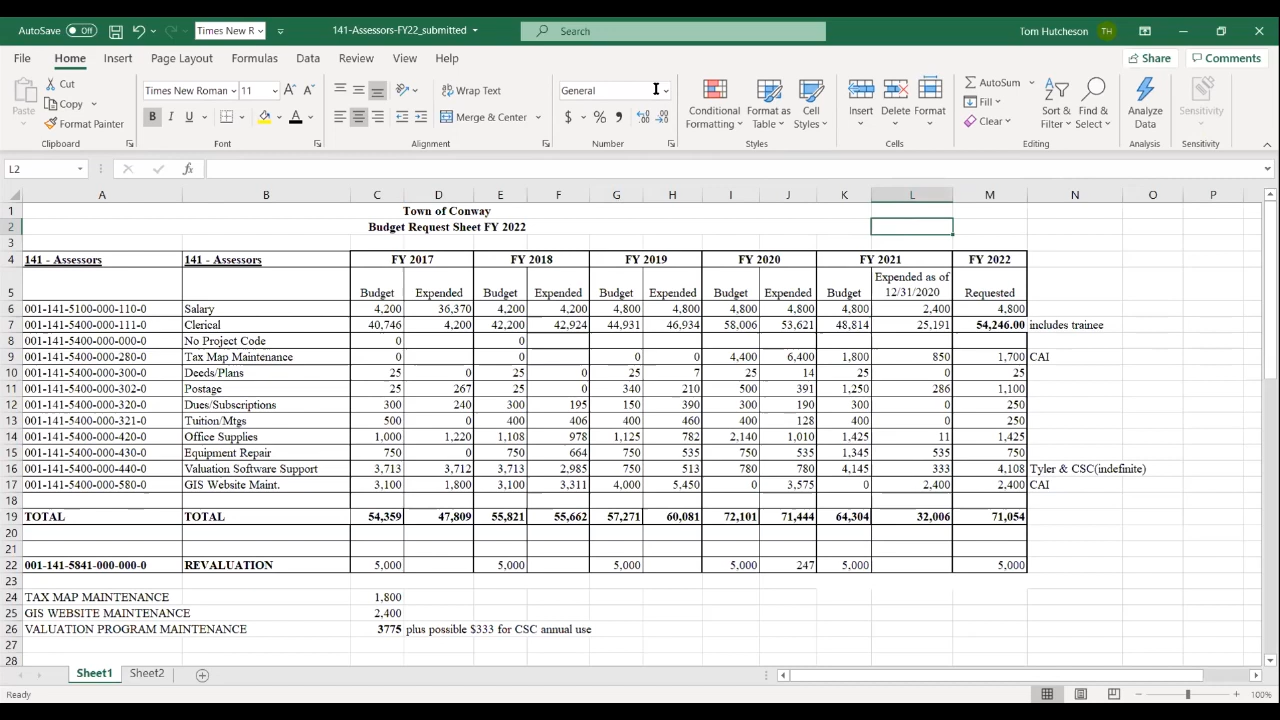 AutoSave Off Times New R 141-Assessors-FY22_submitted Search Tom Hutcheson TH
File Home Insert Page Layout Formulas Data Review View Help Share Comments
Paste Cut Copy Format Painter Clipboard
Times New Roman 11 A A B I U A Font
Wrap Text Merge & Center Alignment
General $ % , Number
Conditional Formatting Format as Table Cell Styles Styles
Insert Delete Format Cells
AutoSum Fill Clear Sort & Filter Find & Select Editing
Analyze Data Analysis
Sensitivity Sensitivity
L2 fx
A B C D E F G H I J K L M N O P
1 Town of Conway
2 Budget Request Sheet FY 2022
3
4 141 - Assessors 141 - Assessors FY 2017 FY 2018 FY 2019 FY 2020 FY 2021 FY 2022
5 Budget Expended Budget Expended Budget Expended Budget Expended Budget Expended as of 12/31/2020 Requested
6 001-141-5100-000-110-0 Salary 4,200 36,370 4,200 4,200 4,800 4,800 4,800 4,800 4,800 2,400 4,800
7 001-141-5400-000-111-0 Clerical 40,746 4,200 42,200 42,924 44,931 46,934 58,006 53,621 48,814 25,191 54,246.00 includes trainee
8 001-141-5400-000-000-0 No Project Code 0 0
9 001-141-5400-000-280-0 Tax Map Maintenance 0 0 0 0 4,400 6,400 1,800 850 1,700 CAI
10 001-141-5400-000-300-0 Deeds/Plans 25 0 25 0 25 7 25 14 25 0 25
11 001-141-5400-000-302-0 Postage 25 267 25 0 340 210 500 391 1,250 286 1,100
12 001-141-5400-000-320-0 Dues/Subscriptions 300 240 300 195 150 390 300 190 300 0 250
13 001-141-5400-000-321-0 Tuition/Mtgs 500 0 400 406 400 460 400 128 400 0 250
14 001-141-5400-000-420-0 Office Supplies 1,000 1,220 1,108 978 1,125 782 2,140 1,010 1,425 11 1,425
15 001-141-5400-000-430-0 Equipment Repair 750 0 750 664 750 535 750 535 1,345 535 750
16 001-141-5400-000-440-0 Valuation Software Support 3,713 3,712 3,713 2,985 750 513 780 780 4,145 333 4,108 Tyler & CSC(indefinite)
17 001-141-5400-000-580-0 GIS Website Maint. 3,100 1,800 3,100 3,311 4,000 5,450 0 3,575 0 2,400 2,400 CAI
18
19 TOTAL TOTAL 54,359 47,809 55,821 55,662 57,271 60,081 72,101 71,444 64,304 32,006 71,054
20
21
22 001-141-5841-000-000-0 REVALUATION 5,000 5,000 5,000 5,000 247 5,000 5,000
23
24 TAX MAP MAINTENANCE 1,800
25 GIS WEBSITE MAINTENANCE 2,400
26 VALUATION PROGRAM MAINTENANCE 3775 plus possible $333 for CSC annual use
27
28
Sheet1 Sheet2
Ready 100%